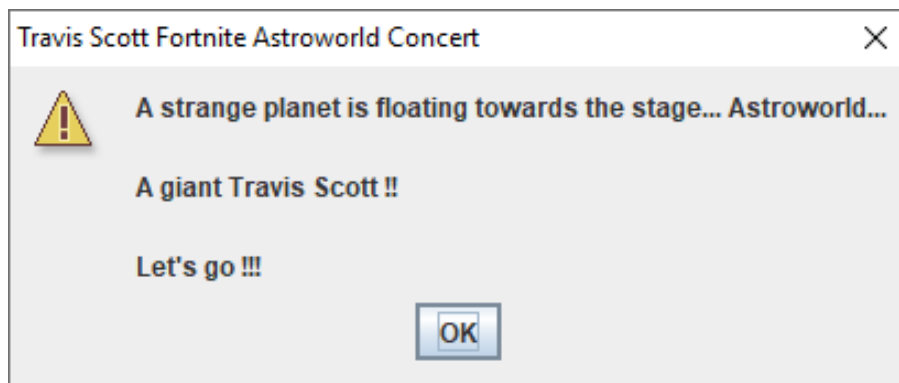 Travis Scott Fortnite Astroworld Concert
A strange planet is floating towards the stage... Astroworld...
A giant Travis Scott !!
Let's go !!!
OK